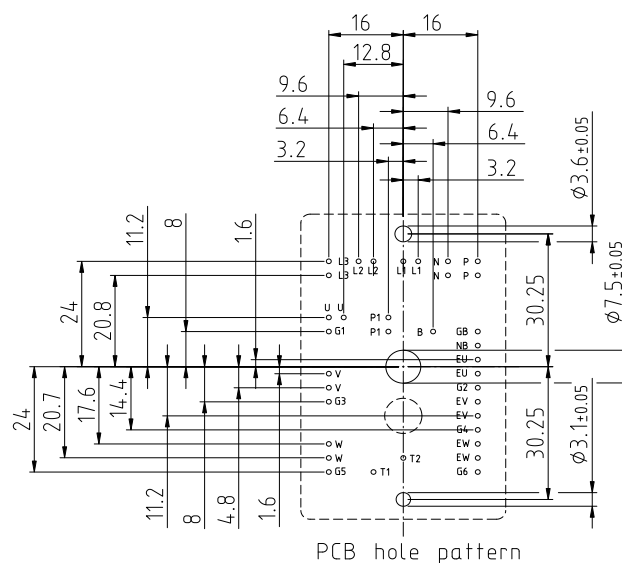 16 16
12.8
9.6 9.6
6.4 6.4
3.2 3.2
Ø3.6±0.05
11.2
8
1.6
Ø7.5±0.05
L3 L2 L2 L1 L1 N P
L3 N P
24
20.8
30.25
U U P1
G1 P1 B GB
NB
EU
V EU
V G2
G3 EV
EV
G4
W EW
W T2 EW
G5 T1 G6
24
20.7
17.6
14.4
11.2
8
4.8
1.6
30.25
Ø3.1±0.05
PCB hole pattern